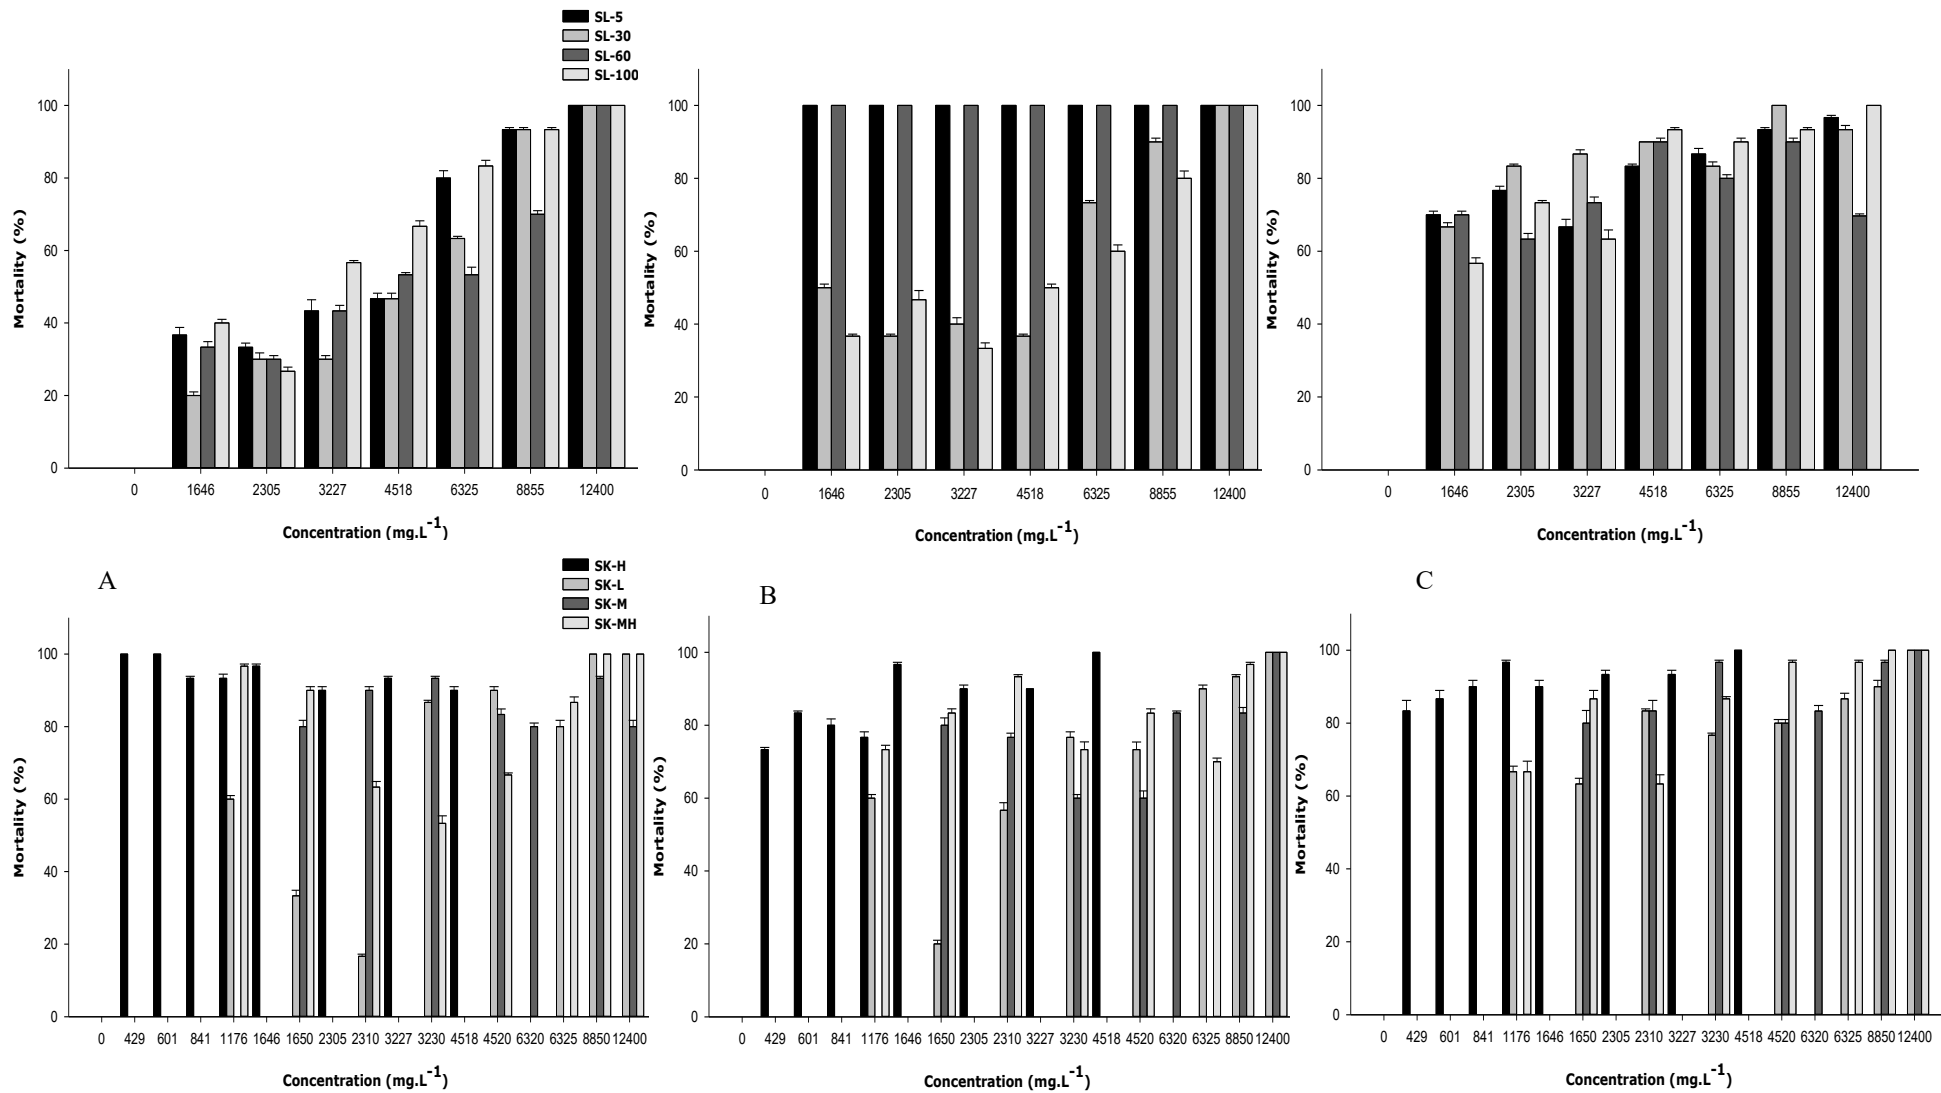 SL-5
SL-30
SL-60
SL-100
Mortality (%)
100
80
60
40
20
0
0 1646 2305 3227 4518 6325 8855 12400
Concentration (mg.L-1)
Mortality (%)
100
80
60
40
20
0
0 1646 2305 3227 4518 6325 8855 12400
Concentration (mg.L-1)
Mortality (%)
100
80
60
40
20
0
0 1646 2305 3227 4518 6325 8855 12400
Concentration (mg.L-1)
A
B
C
SK-H
SK-L
SK-M
SK-MH
Mortality (%)
100
80
60
40
20
0
0 429 601 841 1176 1646 1650 2305 2310 3227 3230 4518 4520 6320 6325 8850 12400
Concentration (mg.L-1)
Mortality (%)
100
80
60
40
20
0
0 429 601 841 1176 1646 1650 2305 2310 3227 3230 4518 4520 6320 6325 8850 12400
Concentration (mg.L-1)
Mortality (%)
100
80
60
40
20
0
0 429 601 841 1176 1646 1650 2305 2310 3227 3230 4518 4520 6320 6325 8850 12400
Concentration (mg.L-1)